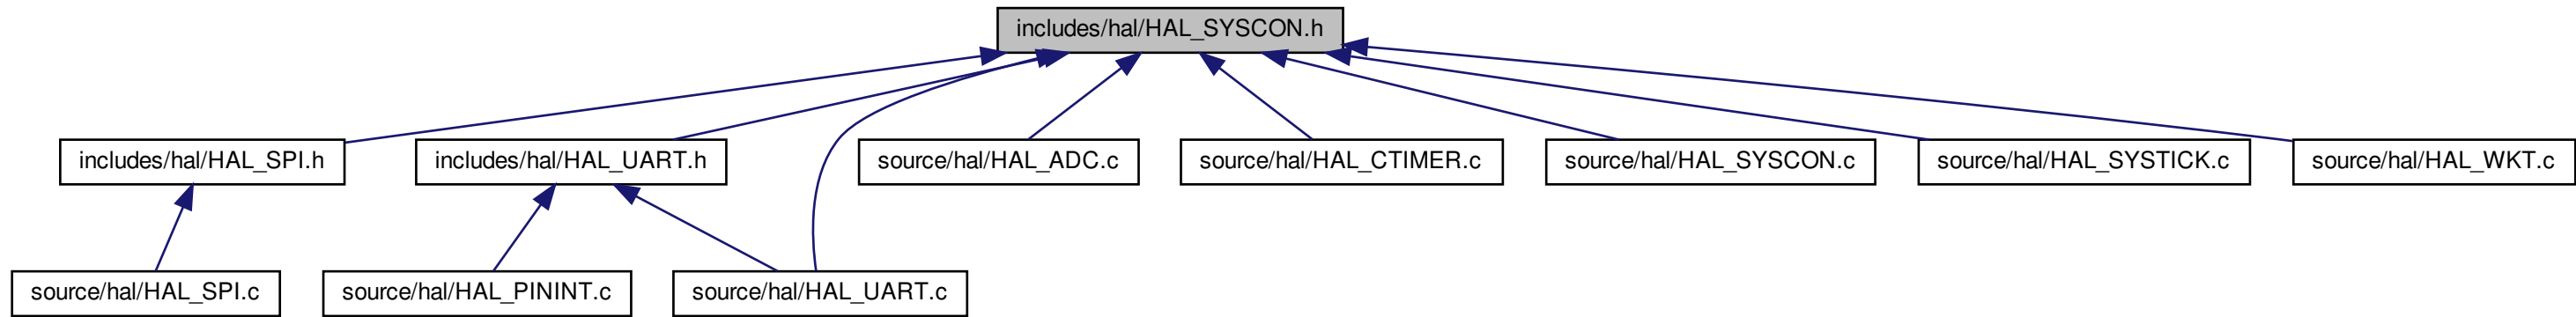 includes/hal/HAL_SYSCON.h
includes/hal/HAL_SPI.h
includes/hal/HAL_UART.h
source/hal/HAL_ADC.c
source/hal/HAL_CTIMER.c
source/hal/HAL_SYSCON.c
source/hal/HAL_SYSTICK.c
source/hal/HAL_WKT.c
source/hal/HAL_SPI.c
source/hal/HAL_PININT.c
source/hal/HAL_UART.c